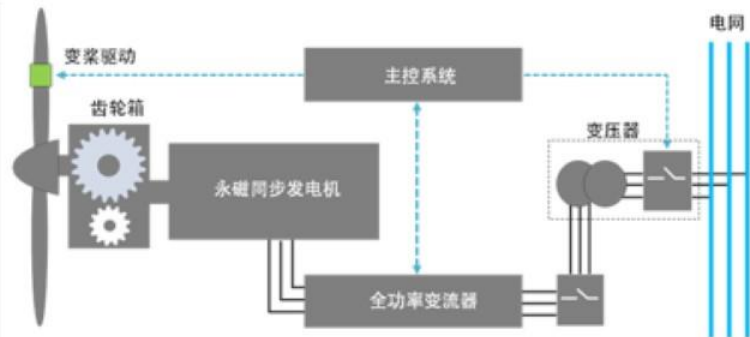 电网
变桨驱动
主控系统
齿轮箱
变压器
永磁同步发电机
全功率变流器